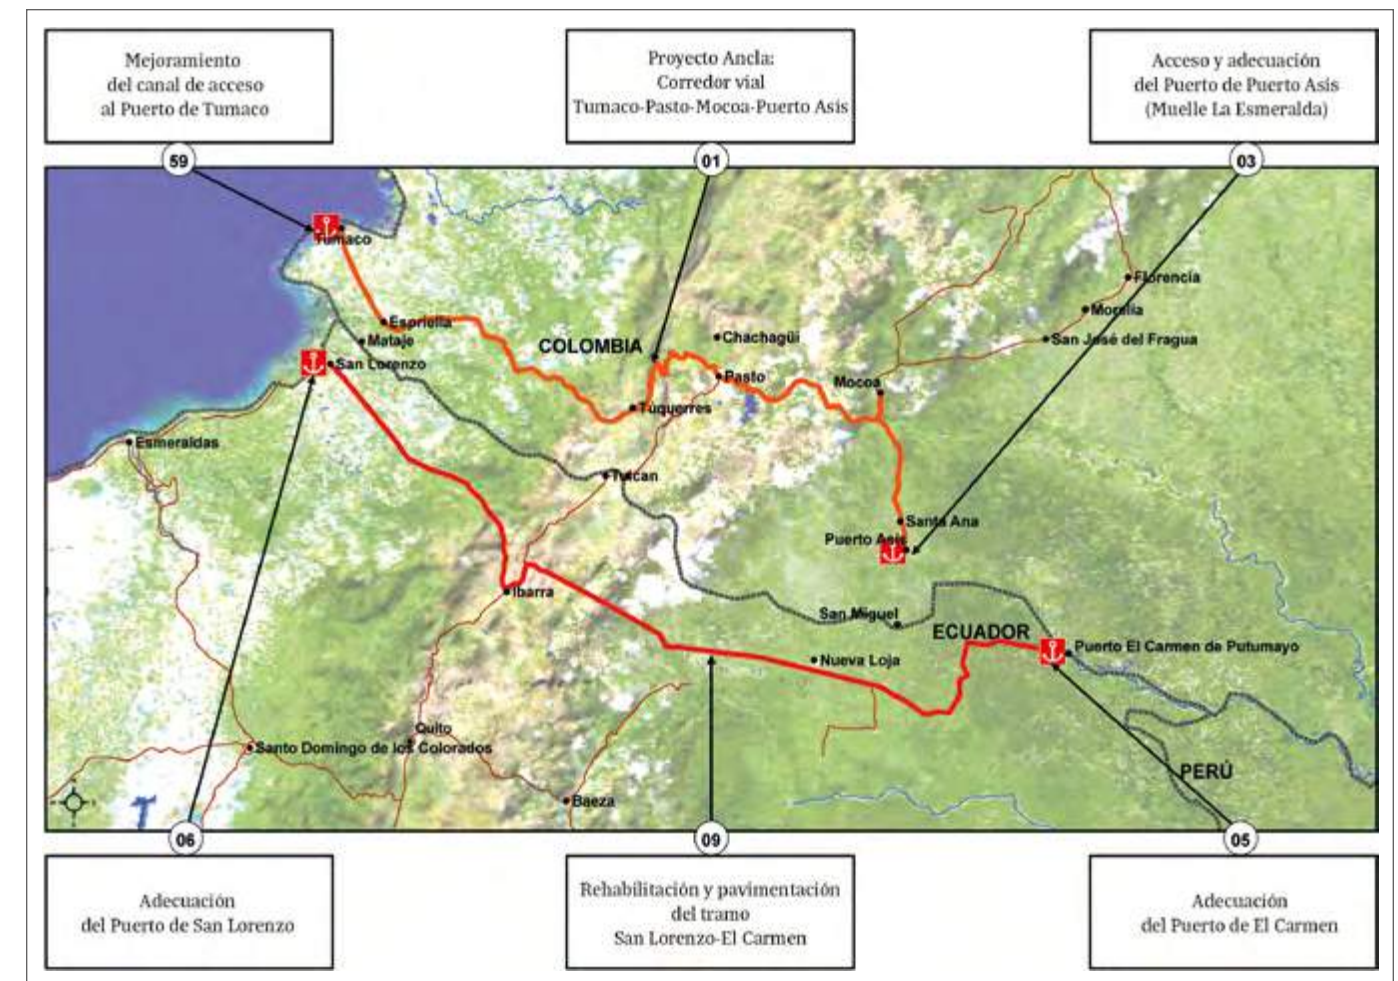 Mejoramiento
del canal de acceso
al Puerto de Tumaco
Proyecto Ancla:
Corredor vial
Tumaco-Pasto-Mocoa-Puerto Asís
Acceso y adecuación
del Puerto de Puerto Asís
(Muelle La Esmeralda)
59
01
03
Tumaco
Florencia
Espriella
Morelia
Mataje
COLOMBIA
Chachagüí
San José del Fragua
San Lorenzo
Pasto
Mocoa
Túquerres
Esmeraldas
Tulcan
Santa Ana
Puerto Asís
Ibarra
San Miguel
ECUADOR
Puerto El Carmen de Putumayo
Nueva Loja
Quito
Santo Domingo de los Colorados
PERÚ
Baeza
06
09
05
Adecuación
del Puerto de San Lorenzo
Rehabilitación y pavimentación
del tramo
San Lorenzo-El Carmen
Adecuación
del Puerto de El Carmen